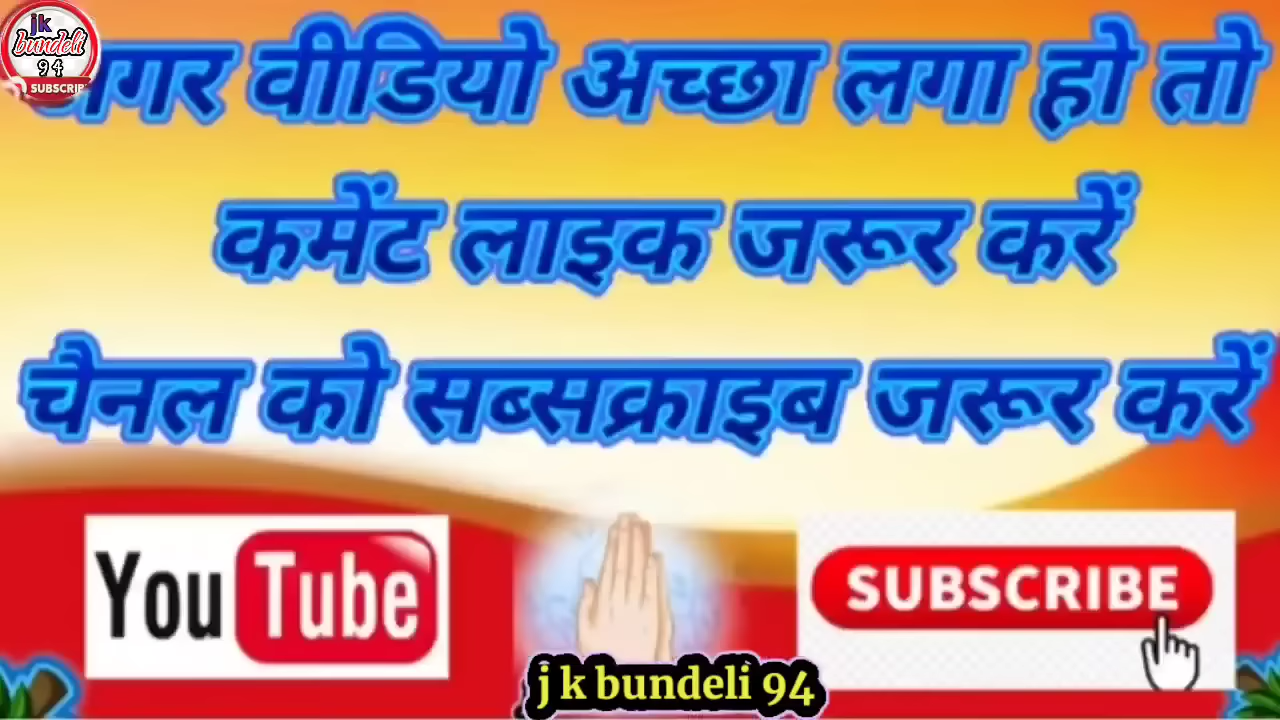 jk
bundeli
94
SUBSCRIBE
अगर वीडियो अच्छा लगा हो तो
कमेंट लाइक जरूर करें
चैनल को सब्सक्राइब जरूर करें
YouTube
SUBSCRIBE
j k bundeli 94